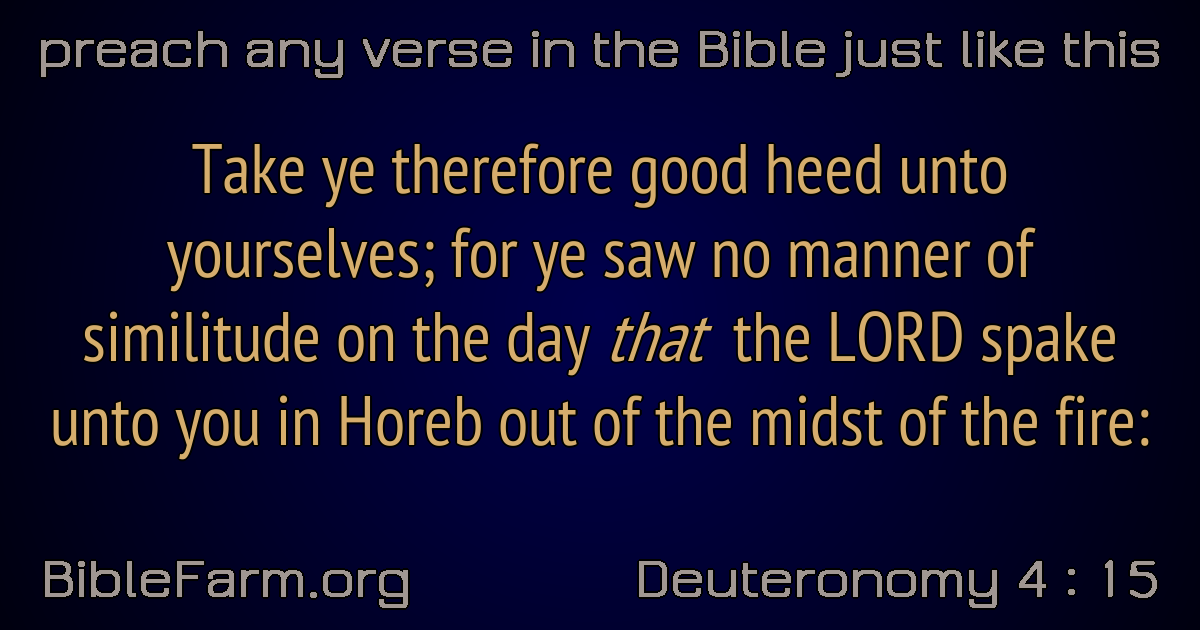 preach any verse in the Bible just like this
Take ye therefore good heed unto
yourselves; for ye saw no manner of
similitude on the day that the LORD spake
unto you in Horeb out of the midst of the fire:
BibleFarm.org
Deuteronomy 4 : 15